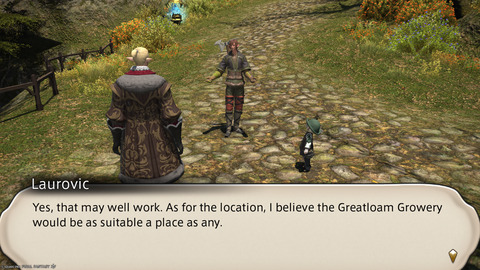 Laurovic
Yes, that may well work. As for the location, I believe the Greatloam Growery
would be as suitable a place as any.